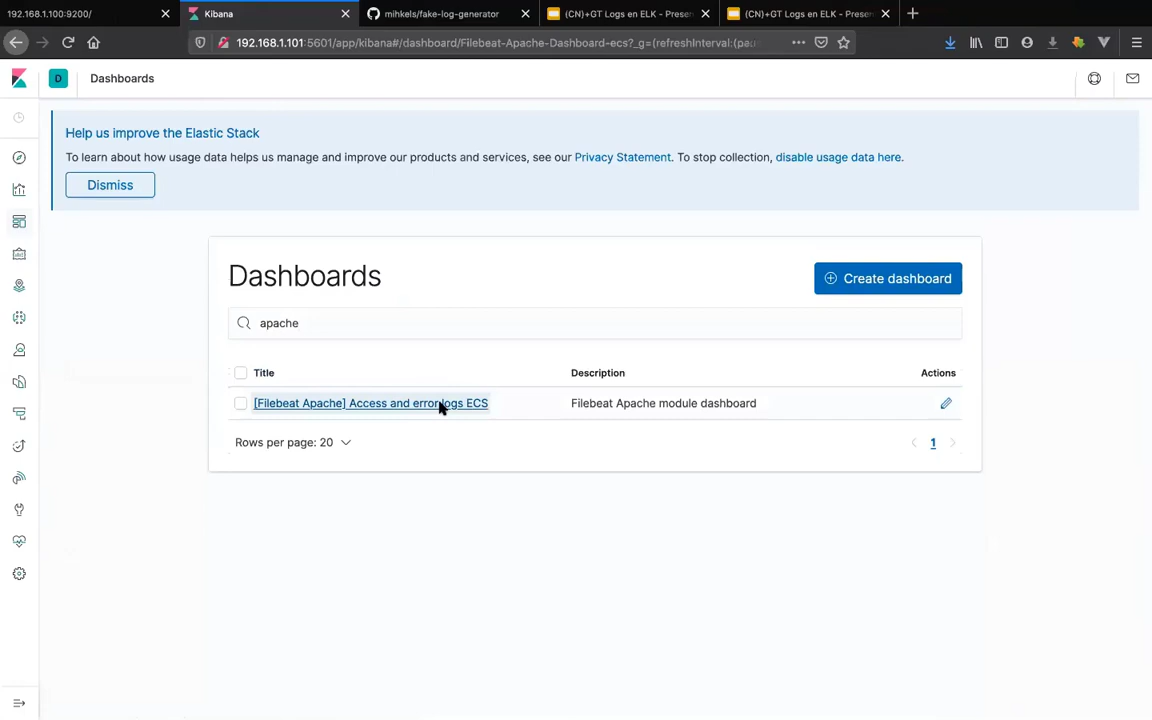 192.168.1.100:9200/
Kibana
mihkels/fake-log-generator
(CN)+GT Logs en ELK - Presen
(CN)+GT Logs en ELK - Presen
192.168.1.101:5601/app/kibana#/dashboard/Filebeat-Apache-Dashboard-ecs?_g=(refreshInterval:(pau
D
Dashboards
Help us improve the Elastic Stack
To learn about how usage data helps us manage and improve our products and services, see our Privacy Statement. To stop collection, disable usage data here.
Dismiss
Dashboards
Create dashboard
apache
Title Description Actions
[Filebeat Apache] Access and error logs ECS Filebeat Apache module dashboard
Rows per page: 20
1